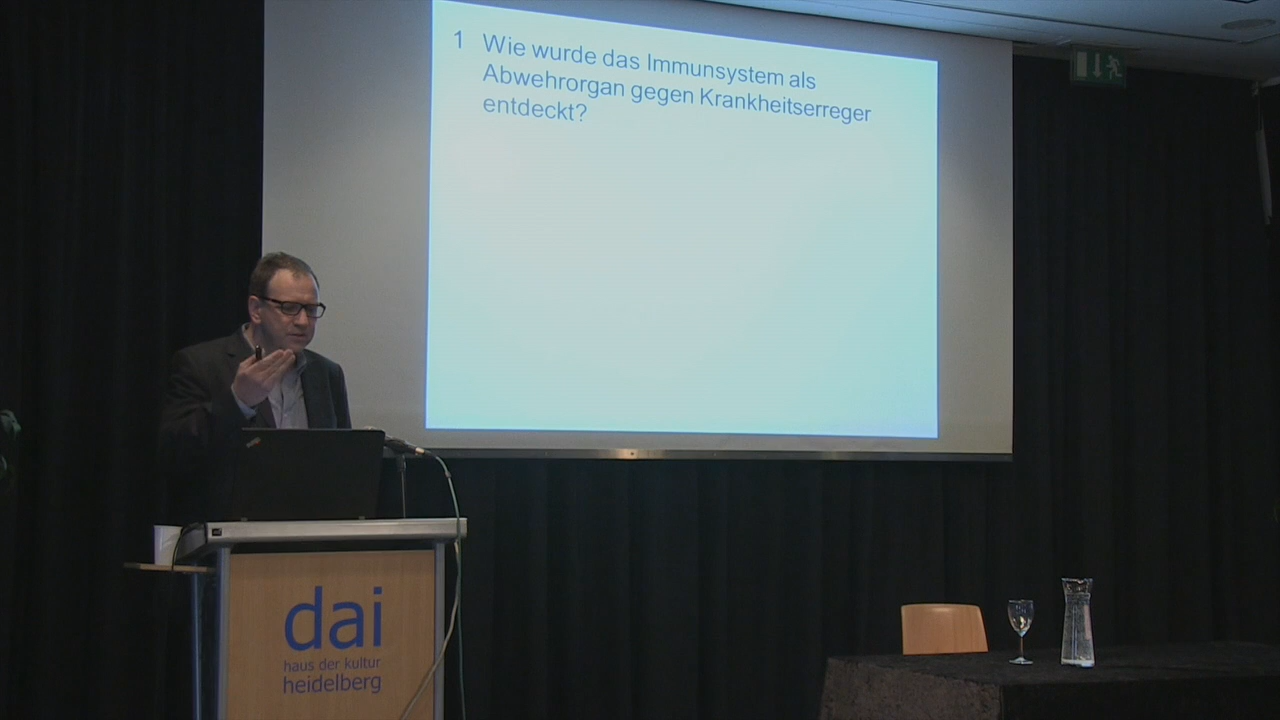 1 Wie wurde das Immunsystem als
Abwehrorgan gegen Krankheitserreger
entdeckt?
dai
haus der kultur
heidelberg